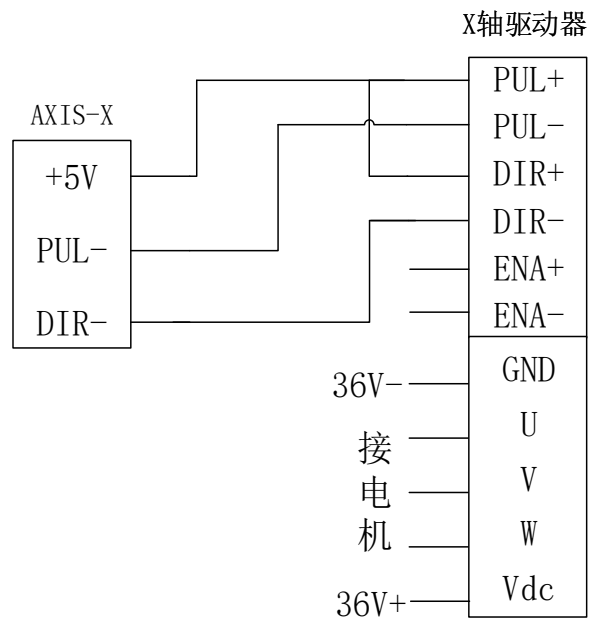 X轴驱动器
AXIS-X
+5V
PUL-
DIR-
PUL+
PUL-
DIR+
DIR-
ENA+
ENA-
GND
U
V
W
Vdc
36V-
接
电
机
36V+